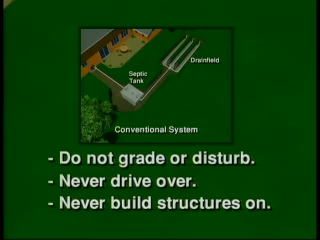 Drainfield
Septic
Tank
Conventional System
- Do not grade or disturb.
- Never drive over.
- Never build structures on.